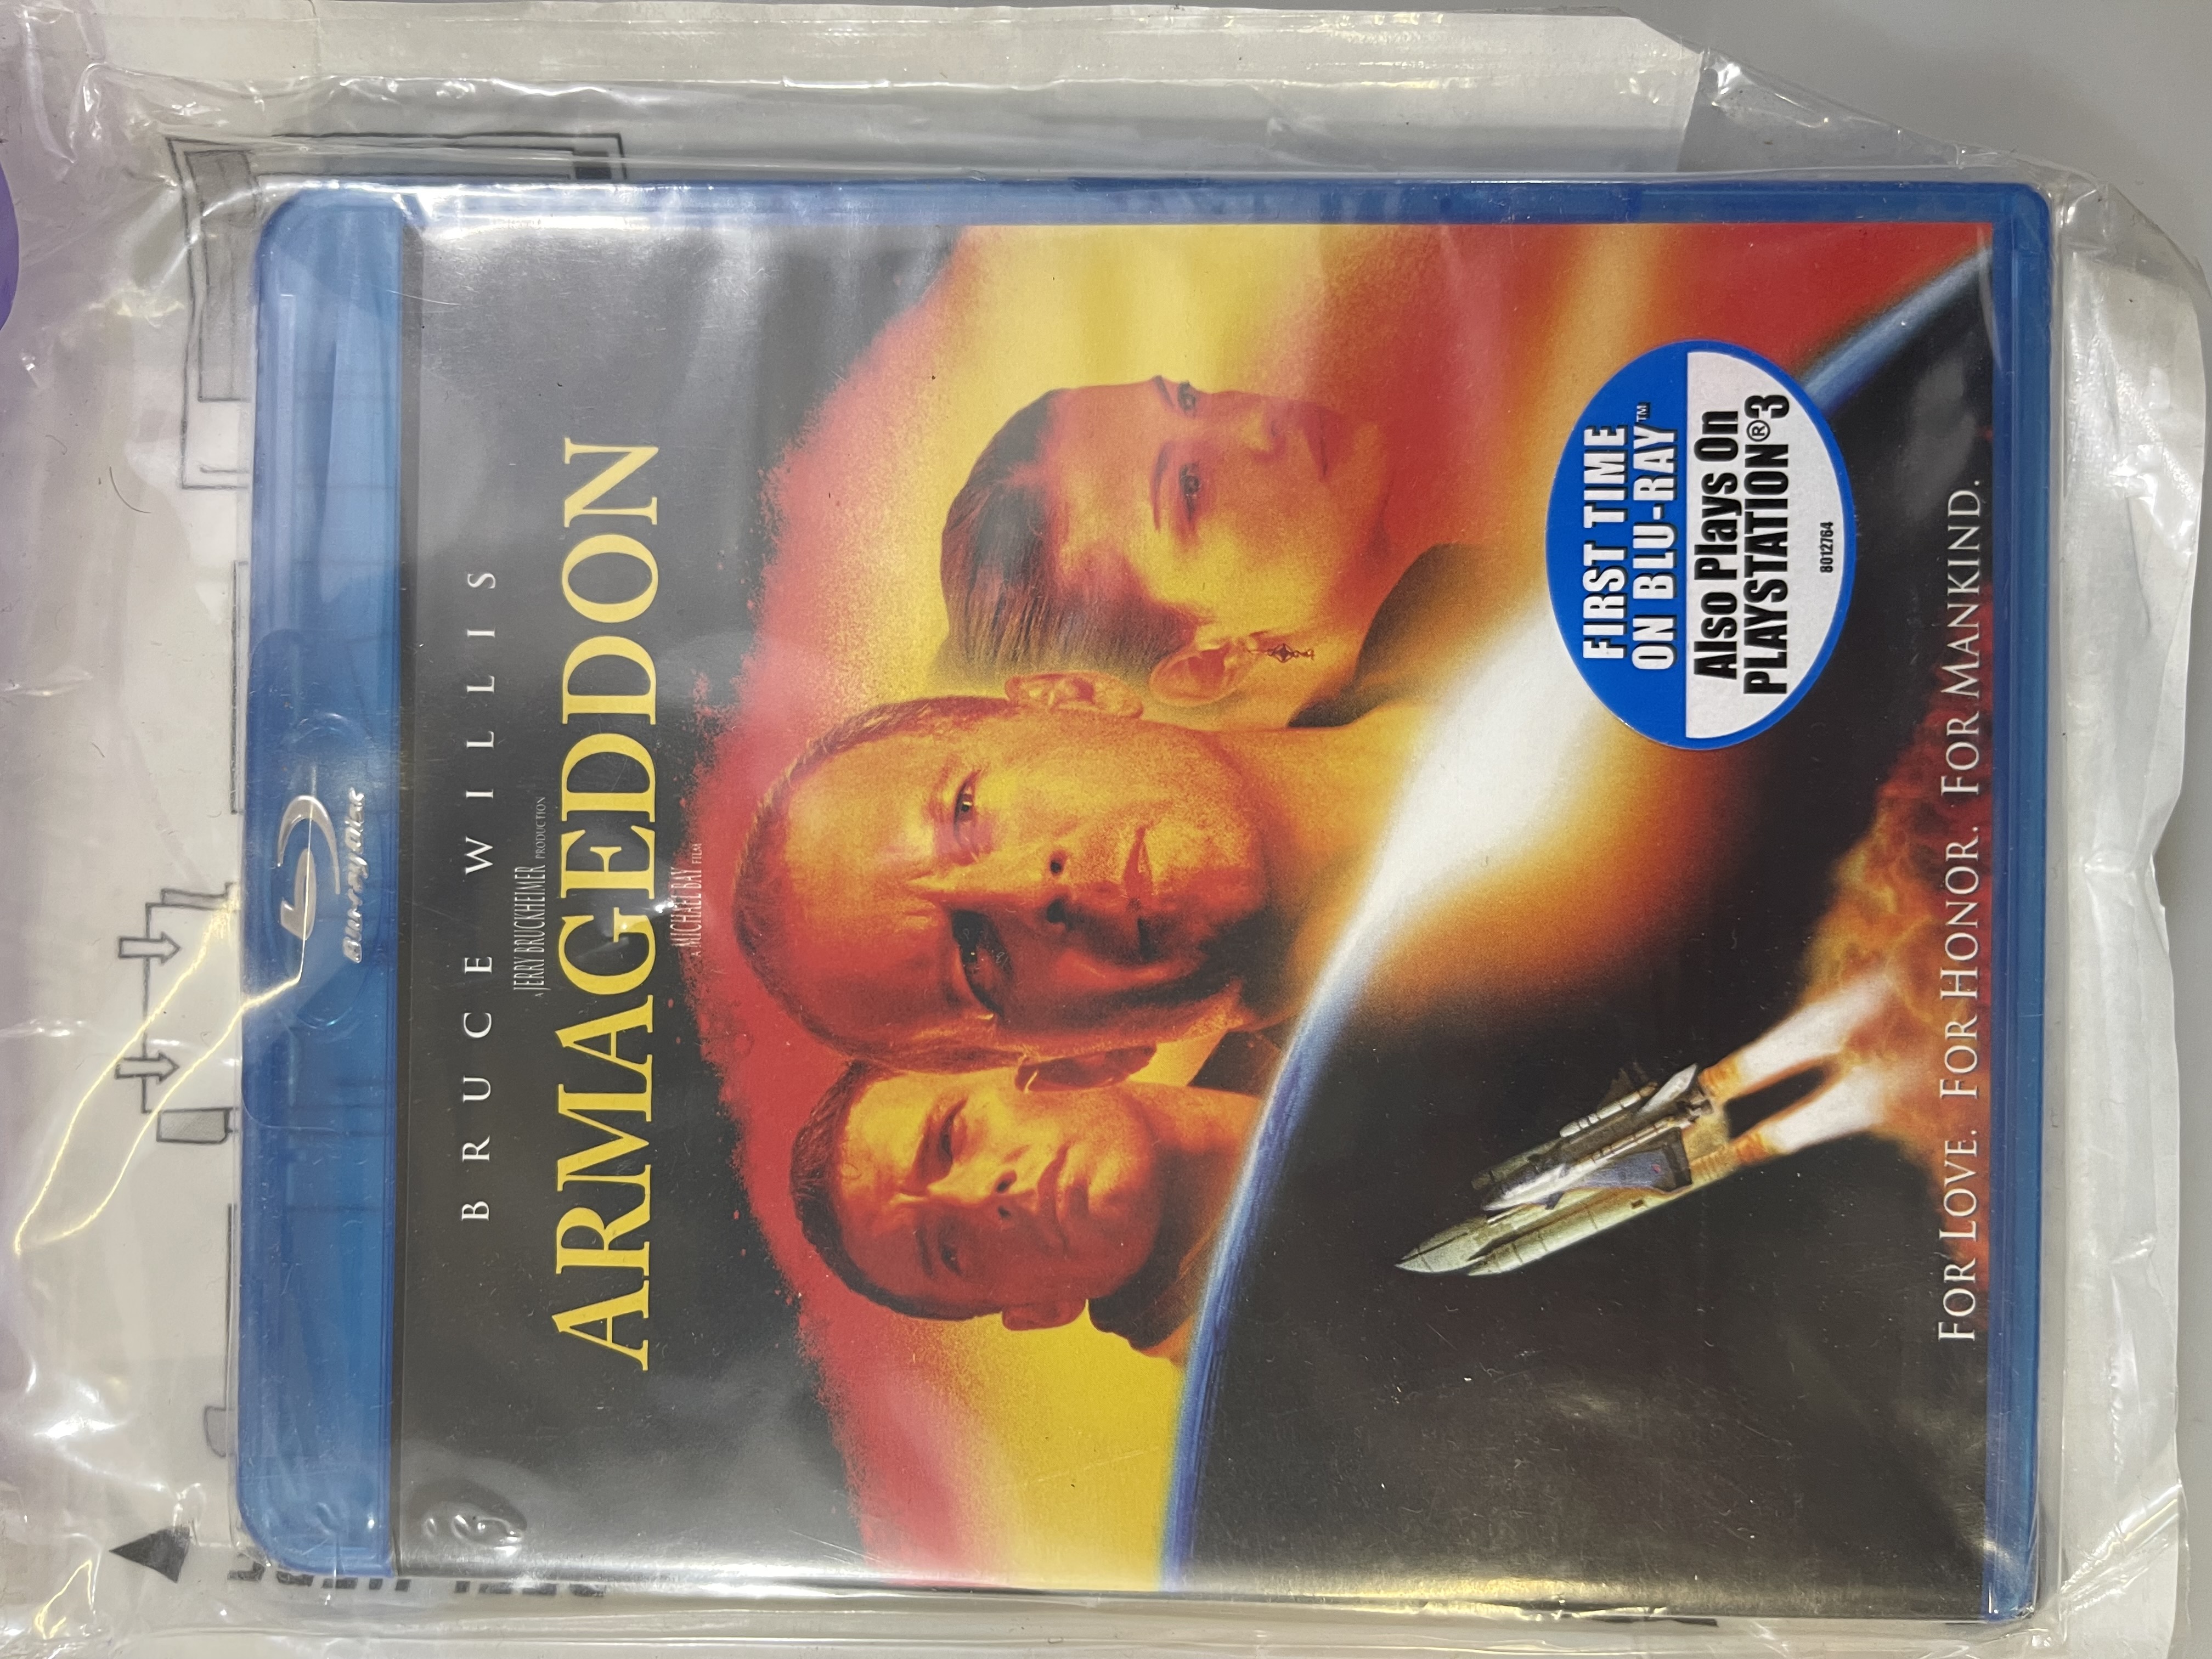 Blu-ray Disc
BRUCE WILLIS
A JERRY BRUCKHEIMER PRODUCTION
ARMAGEDDON
A MICHAEL BAY FILM
FIRST TIME
ON BLU-RAY™
Also Plays On
PLAYSTATION®3
8012764
FOR LOVE. FOR HONOR. FOR MANKIND.